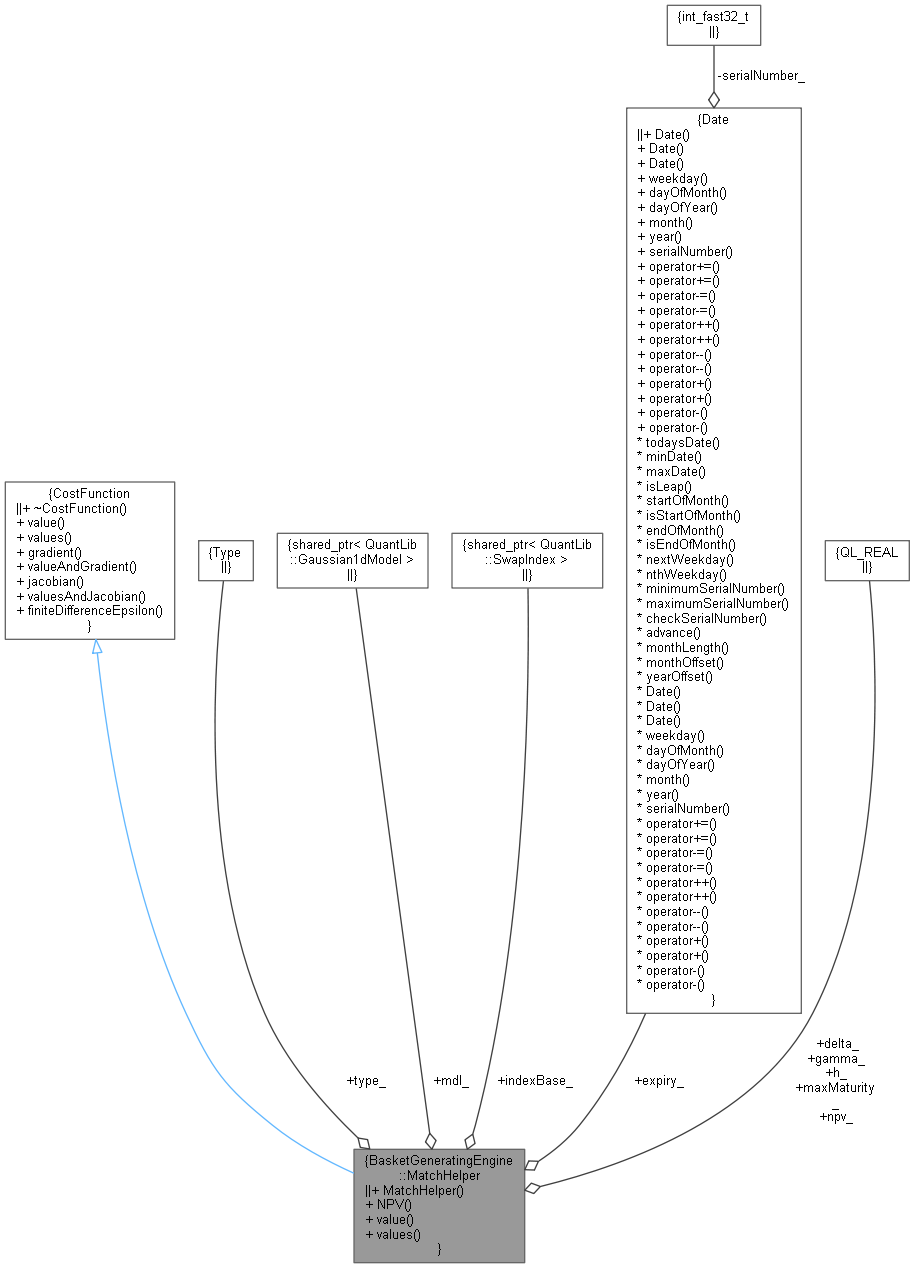 {int_fast32_t
||}
-serialNumber_
{Date
||+ Date()
+ Date()
+ Date()
+ weekday()
+ dayOfMonth()
+ dayOfYear()
+ month()
+ year()
+ serialNumber()
+ operator+=()
+ operator+=()
+ operator-=()
+ operator-=()
+ operator++()
+ operator++()
+ operator--()
+ operator--()
+ operator+()
+ operator+()
+ operator-()
+ operator-()
* todaysDate()
* minDate()
* maxDate()
* isLeap()
* startOfMonth()
* isStartOfMonth()
* endOfMonth()
* isEndOfMonth()
* nextWeekday()
* nthWeekday()
* minimumSerialNumber()
* maximumSerialNumber()
* checkSerialNumber()
* advance()
* monthLength()
* monthOffset()
* yearOffset()
* Date()
* Date()
* Date()
* weekday()
* dayOfMonth()
* dayOfYear()
* month()
* year()
* serialNumber()
* operator+=()
* operator+=()
* operator-=()
* operator-=()
* operator++()
* operator++()
* operator--()
* operator--()
* operator+()
* operator+()
* operator-()
* operator-()
}
{CostFunction
||+ ~CostFunction()
+ value()
+ values()
+ gradient()
+ valueAndGradient()
+ jacobian()
+ valuesAndJacobian()
+ finiteDifferenceEpsilon()
}
{Type
||}
{shared_ptr< QuantLib
::Gaussian1dModel >
||}
{shared_ptr< QuantLib
::SwapIndex >
||}
{QL_REAL
||}
+type_
+mdl_
+indexBase_
+expiry_
+delta_
+gamma_
+h_
+maxMaturity
_
+npv_
{BasketGeneratingEngine
::MatchHelper
||+ MatchHelper()
+ NPV()
+ value()
+ values()
}